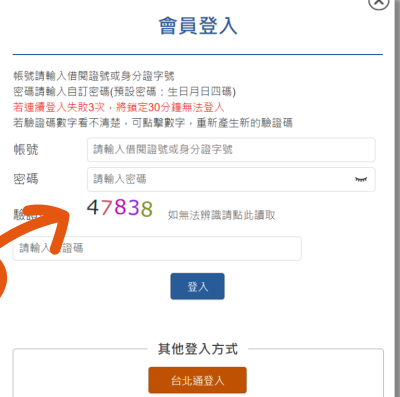 會員登入
帳號請輸入借閱證號或身分證字號
密碼請輸入自訂密碼(預設密碼：生日月日四碼)
若連續登入失敗3次，將鎖定30分鐘無法登入
若驗證碼數字看不清楚，可點擊數字，重新產生新的驗證碼
帳號 請輸入借閱證號或身分證字號
密碼 請輸入密碼
驗 47838 如無法辨識請點此讀取
請輸入 證碼
登入
其他登入方式
台北通登入